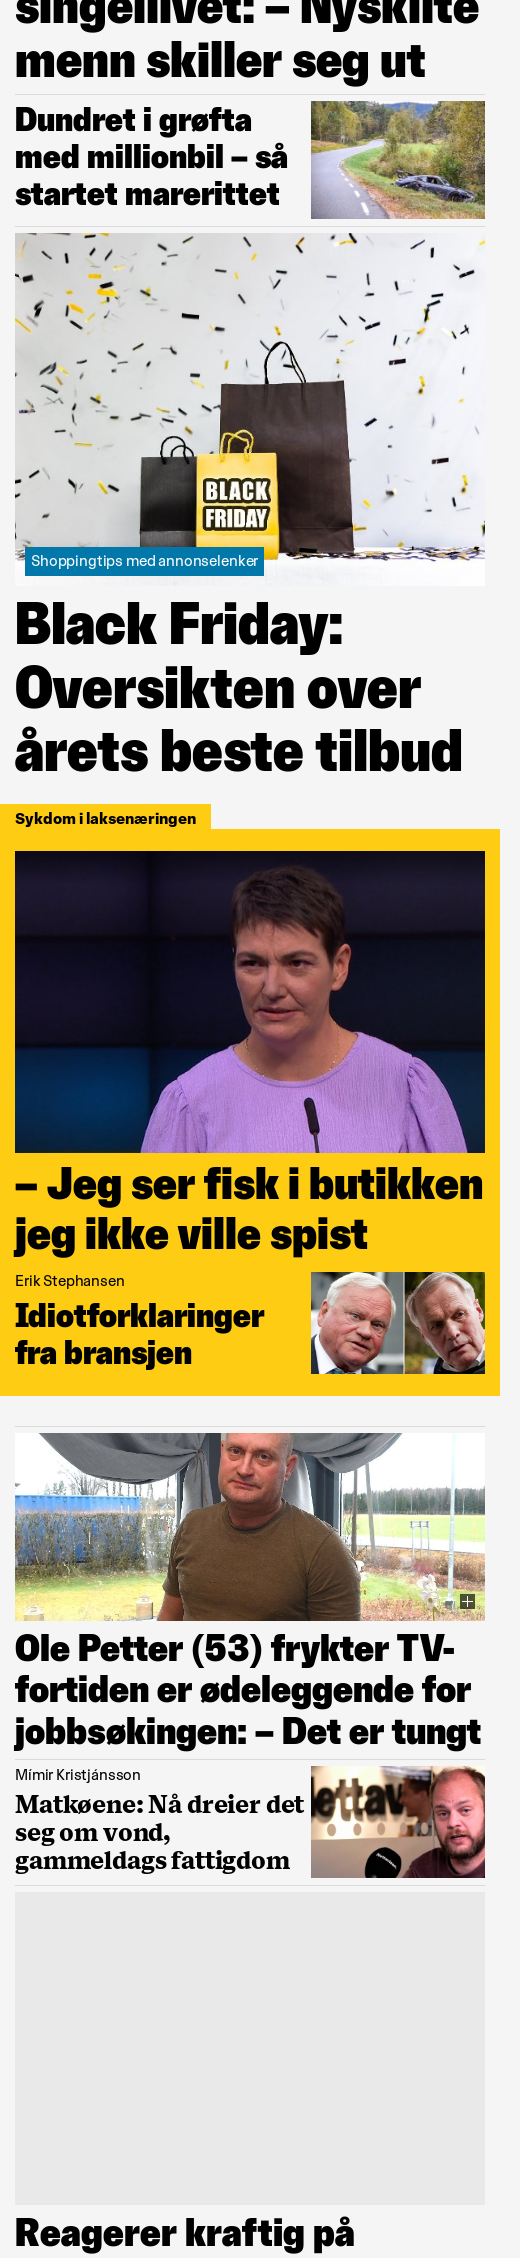 singellivet: – Nyskilte
menn skiller seg ut
Dundret i grøfta
med millionbil – så
startet marerittet
BLACK
FRIDAY
Shoppingtips med annonselenker
Black Friday:
Oversikten over
årets beste tilbud
Sykdom i laksenæringen
– Jeg ser fisk i butikken
jeg ikke ville spist
Erik Stephansen
Idiotforklaringer
fra bransjen
Ole Petter (53) frykter TV-
fortiden er ødeleggende for
jobbsøkingen: – Det er tungt
Mímir Kristjánsson
Matkøene: Nå dreier det
seg om vond,
gammeldags fattigdom
ettav
Reagerer kraftig på